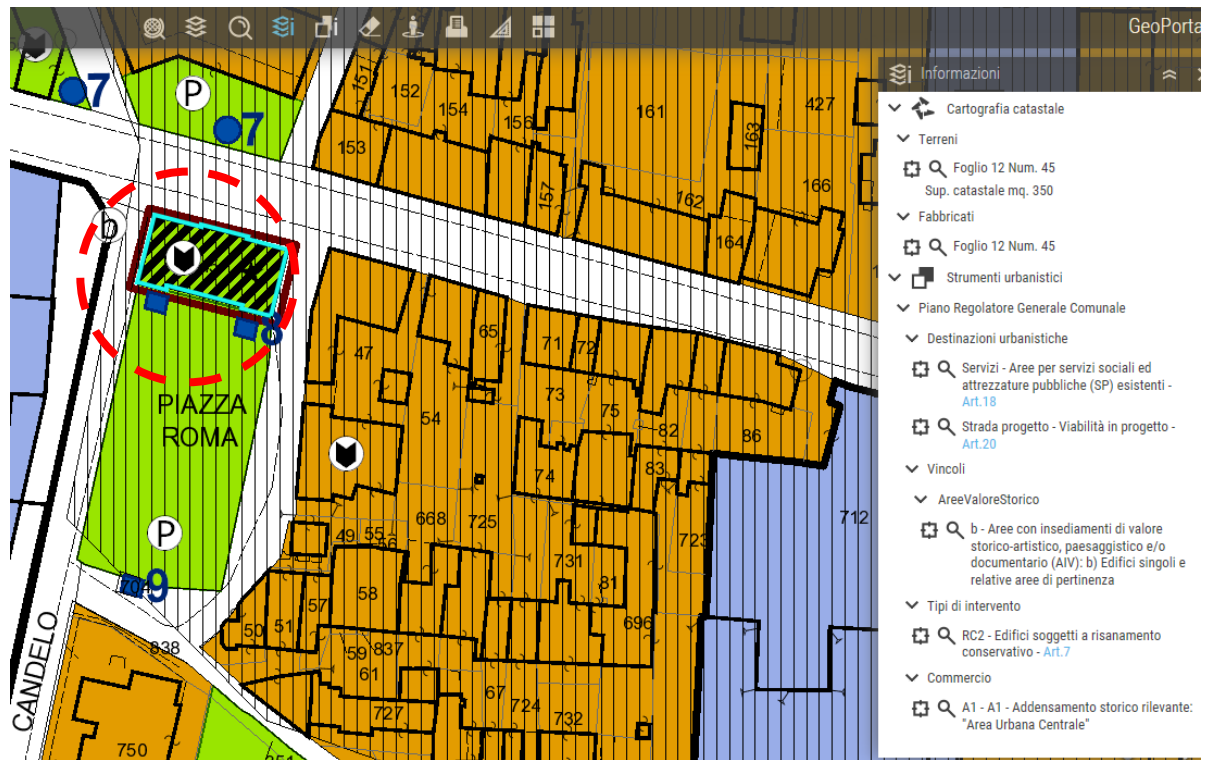 GeoPorta
Informazioni
Cartografia catastale
Terreni
Foglio 12 Num. 45
Sup. catastale mq. 350
Fabbricati
Foglio 12 Num. 45
Strumenti urbanistici
Piano Regolatore Generale Comunale
Destinazioni urbanistiche
Servizi - Aree per servizi sociali ed
attrezzature pubbliche (SP) esistenti -
Art.18
Strada progetto - Viabilità in progetto -
Art.20
Vincoli
AreeValoreStorico
b - Aree con insediamenti di valore
storico-artistico, paesaggistico e/o
documentario (AIV): b) Edifici singoli e
relative aree di pertinenza
Tipi di intervento
RC2 - Edifici soggetti a risanamento
conservativo - Art.7
Commercio
A1 - A1 - Addensamento storico rilevante:
"Area Urbana Centrale"
7
P
7
151
152
154
156
153
161
163
427
157
162
166
164
b
8
PIAZZA
ROMA
P
9
CANDELO
47
54
65
71
72
73
75
74
82
83
86
712
668
725
723
49
55
56
731
81
57
58
50
51
696
838
59
837
61
67
724
732
727
750